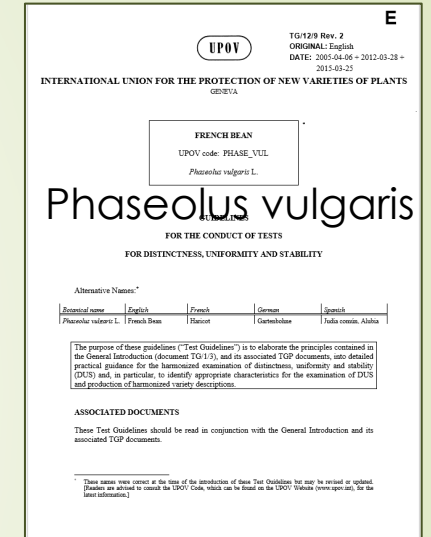 E
UPOV
TG/12/9 Rev. 2
ORIGINAL: English
DATE: 2005-04-06 + 2012-03-28 +
2015-03-25
INTERNATIONAL UNION FOR THE PROTECTION OF NEW VARIETIES OF PLANTS
GENEVA
*
FRENCH BEAN
UPOV code: PHASE_VUL
Phaseolus vulgaris L.
Phaseolus vulgaris
GUIDELINES
FOR THE CONDUCT OF TESTS
FOR DISTINCTNESS, UNIFORMITY AND STABILITY
Alternative Names:*
Botanical name English French German Spanish
Phaseolus vulgaris L. French Bean Haricot Gartenbohne Judía común, Alubia
The purpose of these guidelines ("Test Guidelines") is to elaborate the principles contained in
the General Introduction (document TG/1/3), and its associated TGP documents, into detailed
practical guidance for the harmonized examination of distinctness, uniformity and stability
(DUS) and, in particular, to identify appropriate characteristics for the examination of DUS
and production of harmonized variety descriptions.
ASSOCIATED DOCUMENTS
These Test Guidelines should be read in conjunction with the General Introduction and its
associated TGP documents.
* These names were correct at the time of the introduction of these Test Guidelines but may be revised or updated.
[Readers are advised to consult the UPOV Code, which can be found on the UPOV Website (www.upov.int), for the
latest information.]